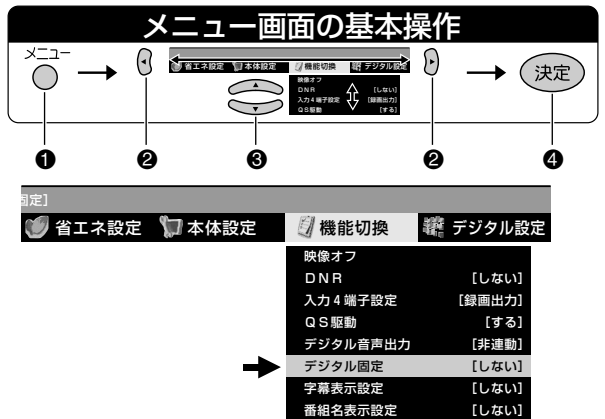 メニュー画面の基本操作
メニュー
省エネ設定 本体設定 機能切換 デジタル設定
映像オフ
DNR [しない]
入力4端子設定 [録画出力]
QS駆動 [する]
決定
❶ ❷ ❸ ❷ ❹
固定]
省エネ設定 本体設定 機能切換 デジタル設定
映像オフ
DNR [しない]
入力4端子設定 [録画出力]
QS駆動 [する]
デジタル音声出力 [非連動]
デジタル固定 [しない]
字幕表示設定 [しない]
番組名表示設定 [しない]